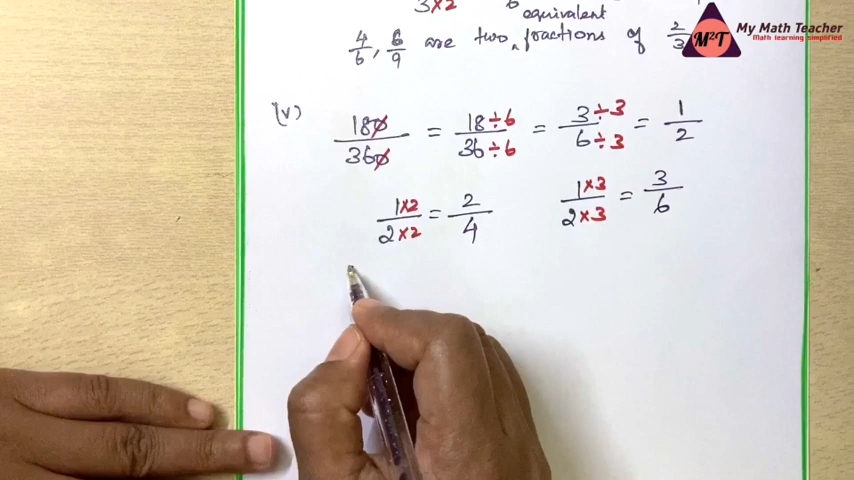 3×2 6
equivalent
4/6, 6/9 are two fractions of 2/3
My Math Teacher
Math learning simplified
M²T
(v) 180/360 = 18÷6/36÷6 = 3÷3/6÷3 = 1/2
1×2/2×2 = 2/4 1×3/2×3 = 3/6